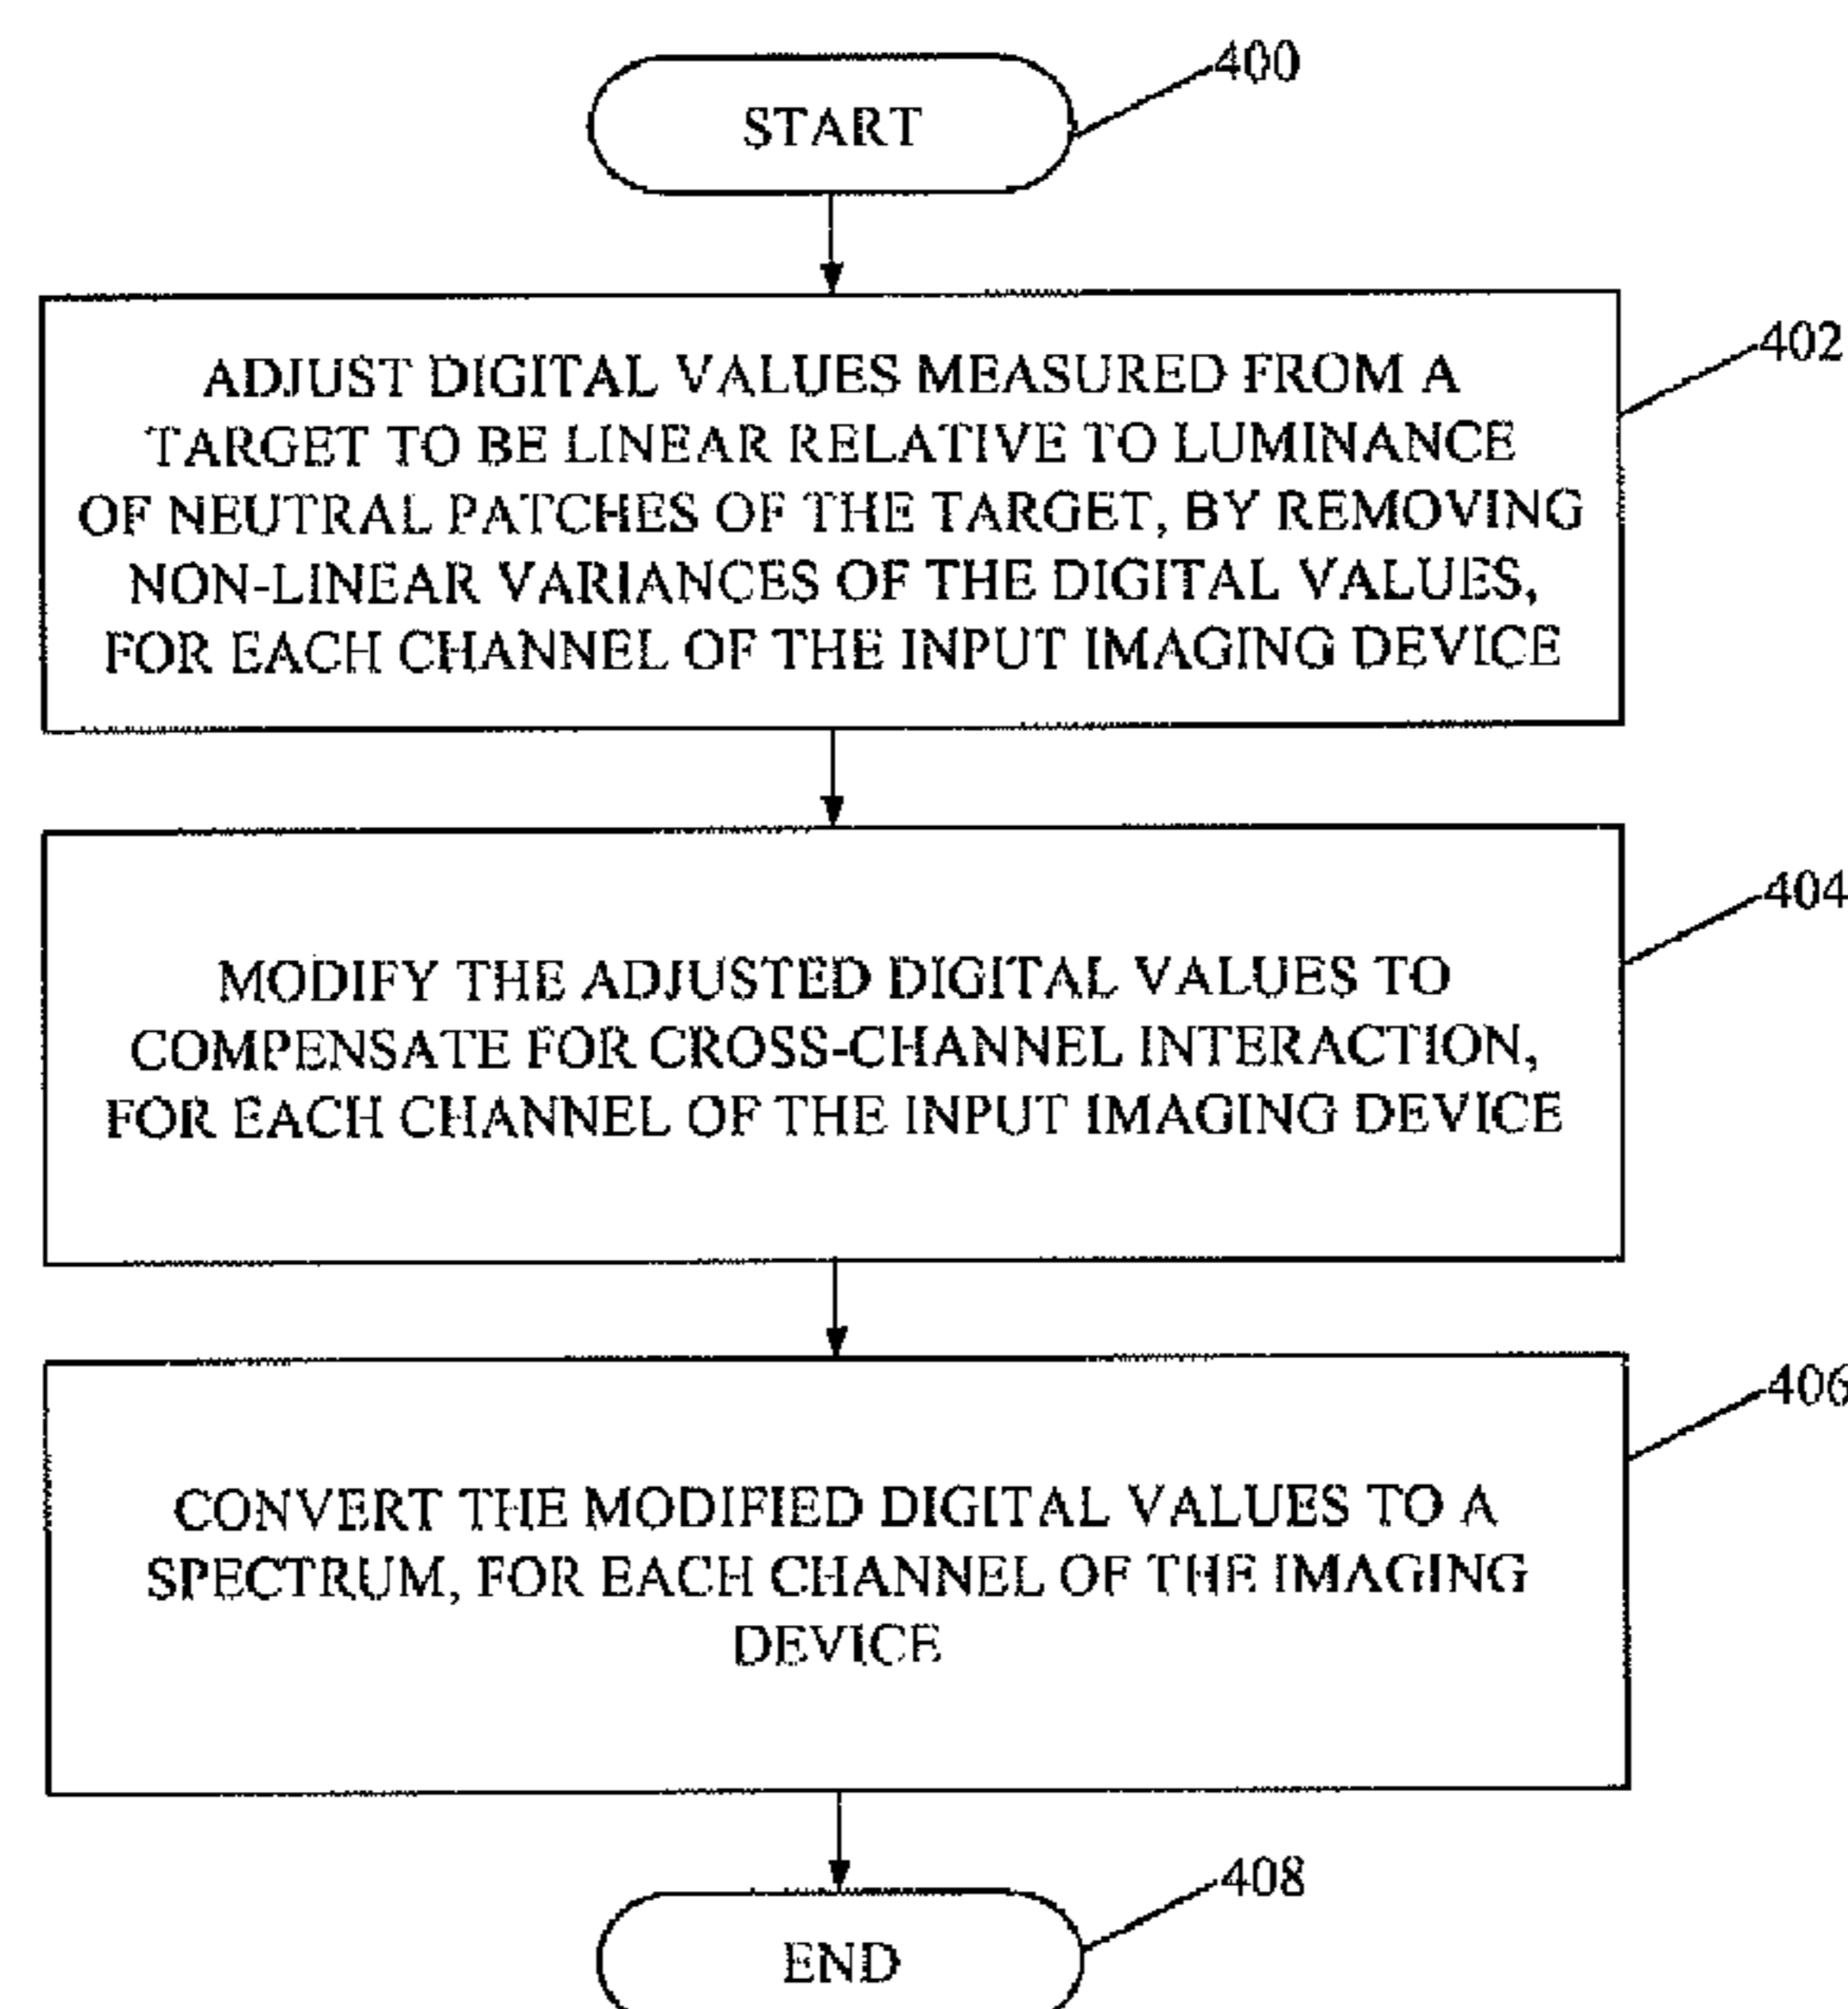 400
START
402
ADJUST DIGITAL VALUES MEASURED FROM A
TARGET TO BE LINEAR RELATIVE TO LUMINANCE
OF NEUTRAL PATCHES OF THE TARGET, BY REMOVING
NON-LINEAR VARIANCES OF THE DIGITAL VALUES,
FOR EACH CHANNEL OF THE INPUT IMAGING DEVICE
404
MODIFY THE ADJUSTED DIGITAL VALUES TO
COMPENSATE FOR CROSS-CHANNEL INTERACTION,
FOR EACH CHANNEL OF THE INPUT IMAGING DEVICE
406
CONVERT THE MODIFIED DIGITAL VALUES TO A
SPECTRUM, FOR EACH CHANNEL OF THE IMAGING
DEVICE
408
END